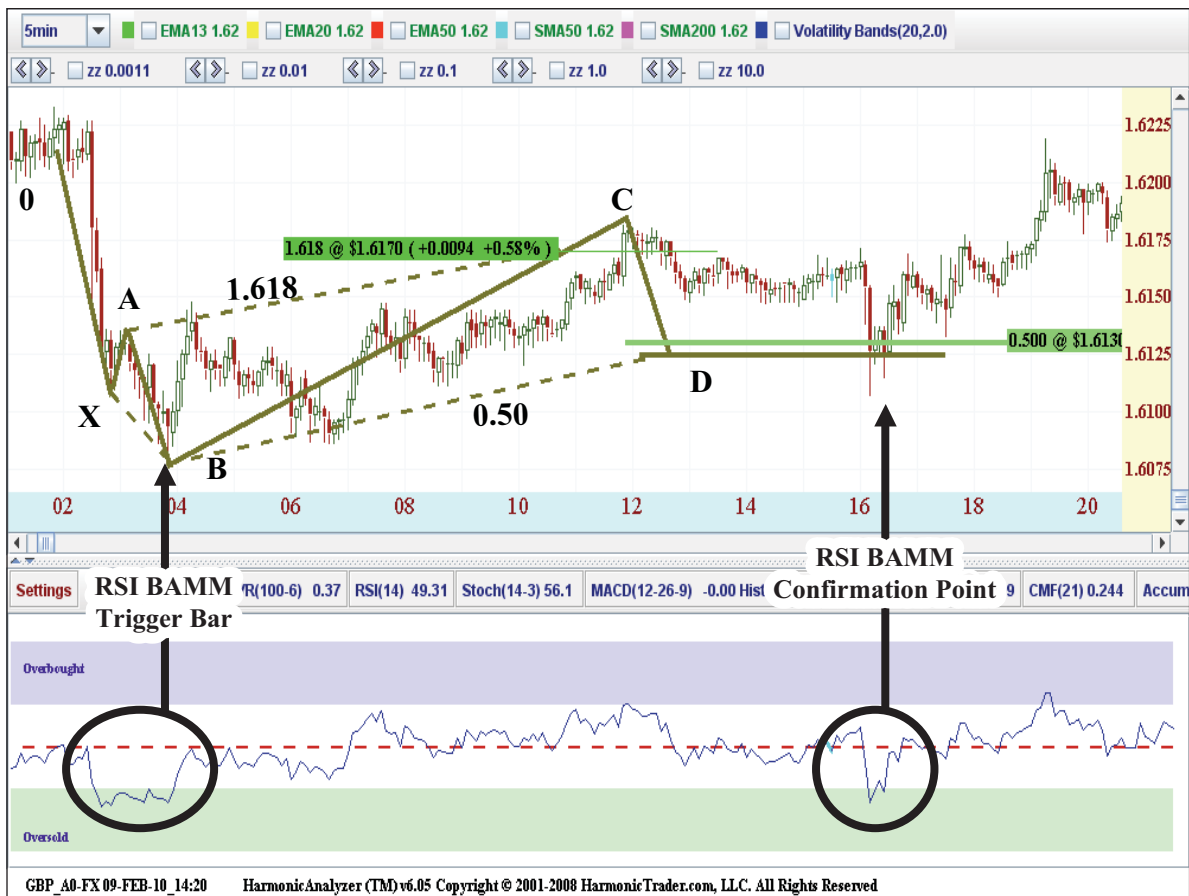 5min EMA13 1.62 EMA20 1.62 EMA50 1.62 SMA50 1.62 SMA200 1.62 Volatility Bands(20,2.0)
zz 0.0011 zz 0.01 zz 0.1 zz 1.0 zz 10.0
1.6225
0
1.6200
C
1.618 @ $1.6170 ( +0.0094 +0.58% )
1.6175
1.618
A
1.6150
0.500 @ $1.6130
1.6125
D
X
0.50
1.6100
B
1.6075
02 04 06 08 10 12 14 16 18 20
Settings RSI BAMM Trigger Bar R(100-6) 0.37 RSI(14) 49.31 Stoch(14-3) 56.1 MACD(12-26-9) -0.00 Hist RSI BAMM Confirmation Point 9 CMF(21) 0.244 Accum
Overbought
Oversold
GBP_A0-FX 09-FEB-10_14:20 HarmonicAnalyzer (TM) v6.05 Copyright © 2001-2008 HarmonicTrader.com, LLC. All Rights Reserved